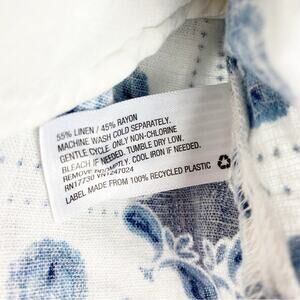 55% LINEN / 45% RAYON
MACHINE WASH COLD SEPARATELY.
GENTLE CYCLE. ONLY NON-CHLORINE
BLEACH IF NEEDED. TUMBLE DRY LOW.
REMOVE PROMPTLY. COOL IRON IF NEEDED.
RN17730 VN1247024
LABEL MADE FROM 100% RECYCLED PLASTIC